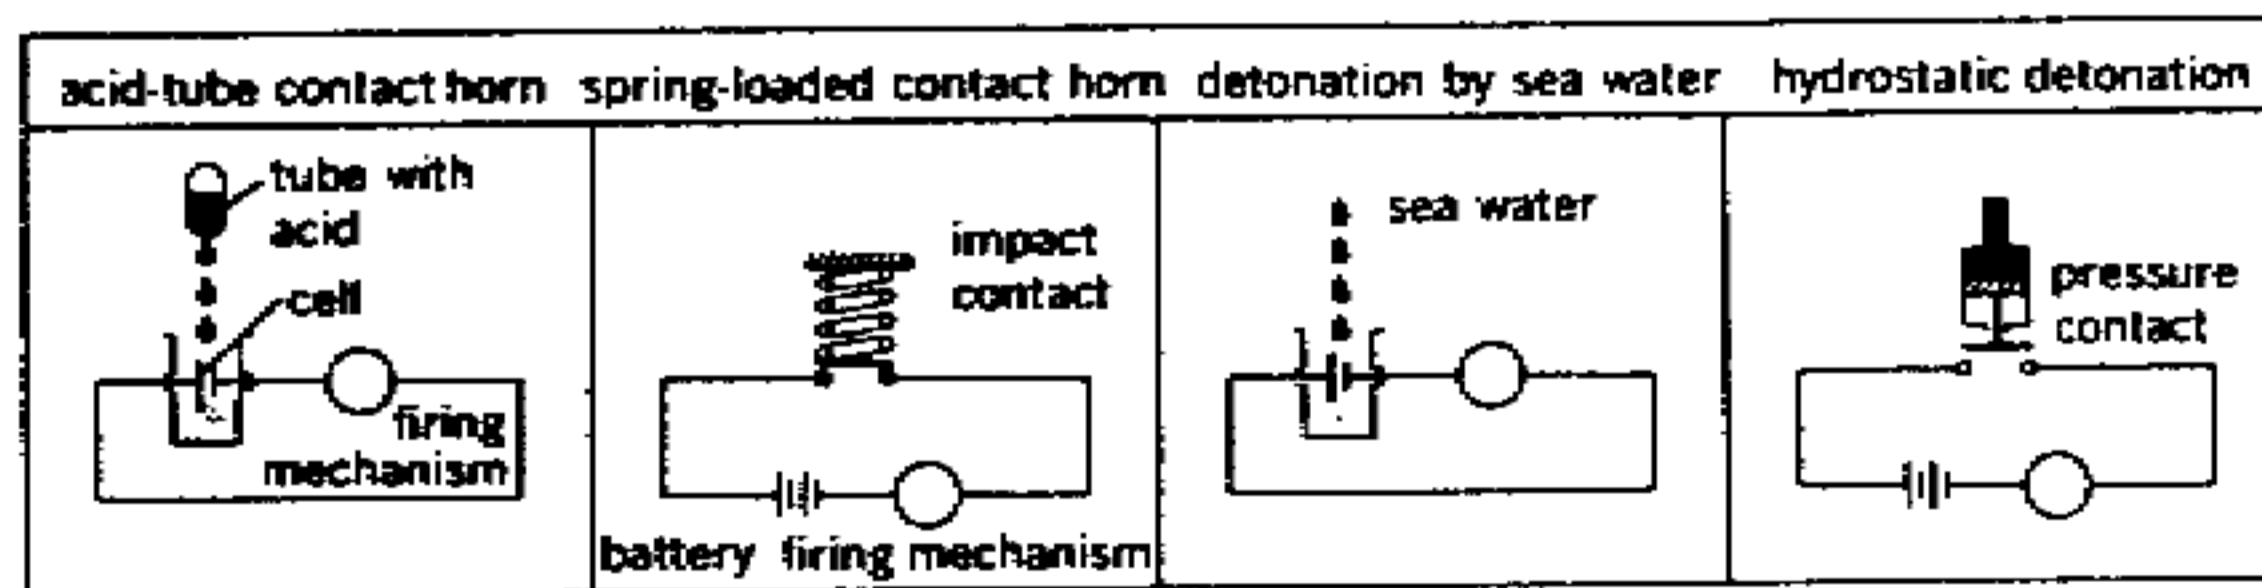 acid-tube contact horn spring-loaded contact horn detonation by sea water hydrostatic detonation
tube with
acid
cell
firing
mechanism
impact
contact
battery firing mechanism
sea water
pressure
contact